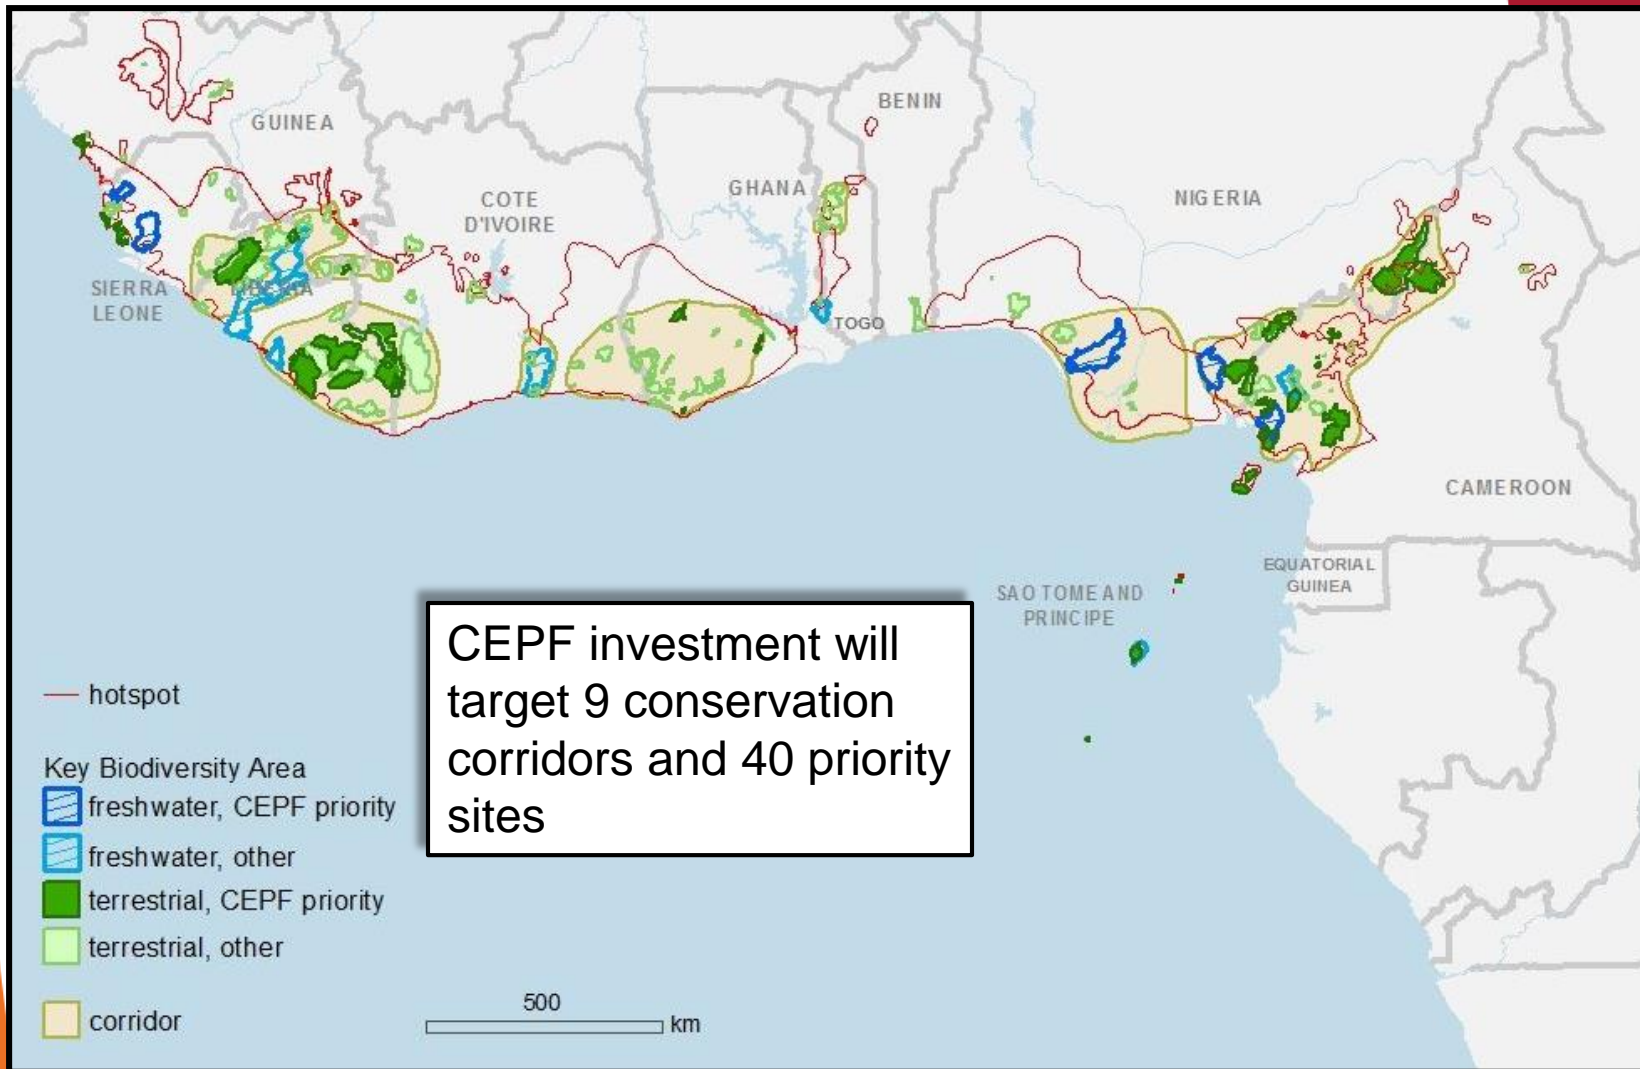 BENIN
GUINEA
GHANA
COTE
D'IVOIRE
NIGERIA
SIERRA
LEONE
LIBERIA
TOGO
CAMEROON
EQUATORIAL
GUINEA
SAO TOME AND
PRINCIPE
CEPF investment will
target 9 conservation
corridors and 40 priority
sites
hotspot
Key Biodiversity Area
freshwater, CEPF priority
freshwater, other
terrestrial, CEPF priority
terrestrial, other
corridor
500
km